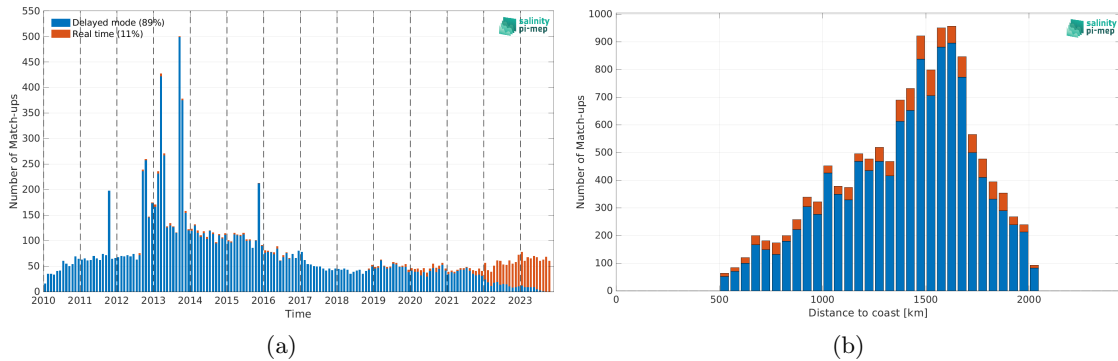 Delayed mode (89%)
Real time (11%)
salinity
pi-mep
Number of Match-ups
550
500
450
400
350
300
250
200
150
100
50
0
2010 2011 2012 2013 2014 2015 2016 2017 2018 2019 2020 2021 2022 2023
Time
(a)
salinity
pi-mep
Number of Match-ups
1000
900
800
700
600
500
400
300
200
100
0
0 500 1000 1500 2000
Distance to coast [km]
(b)